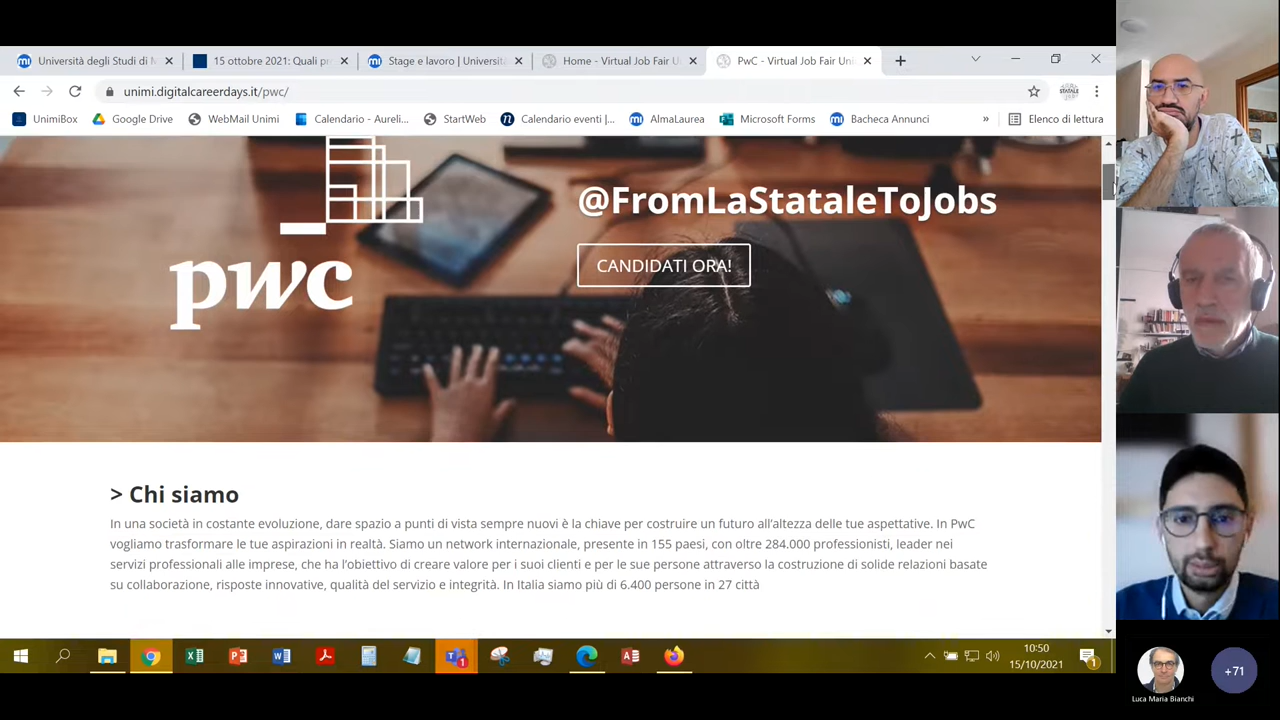 Università degli Studi di M
15 ottobre 2021: Quali pr
Stage e lavoro | Universit
Home - Virtual Job Fair U
PwC - Virtual Job Fair Uni
unimi.digitalcareerdays.it/pwc/
STATALE
UnimiBox
Google Drive
WebMail Unimi
Calendario - Aureli...
StartWeb
Calendario eventi |...
AlmaLaurea
Microsoft Forms
Bacheca Annunci
»
Elenco di lettura
pwc
@FromLaStataleToJobs
CANDIDATI ORA!
> Chi siamo
In una società in costante evoluzione, dare spazio a punti di vista sempre nuovi è la chiave per costruire un futuro all'altezza delle tue aspettative. In PwC
vogliamo trasformare le tue aspirazioni in realtà. Siamo un network internazionale, presente in 155 paesi, con oltre 284.000 professionisti, leader nei
servizi professionali alle imprese, che ha l'obiettivo di creare valore per i suoi clienti e per le sue persone attraverso la costruzione di solide relazioni basate
su collaborazione, risposte innovative, qualità del servizio e integrità. In Italia siamo più di 6.400 persone in 27 città
10:50
15/10/2021
1
Luca Maria Bianchi
+71